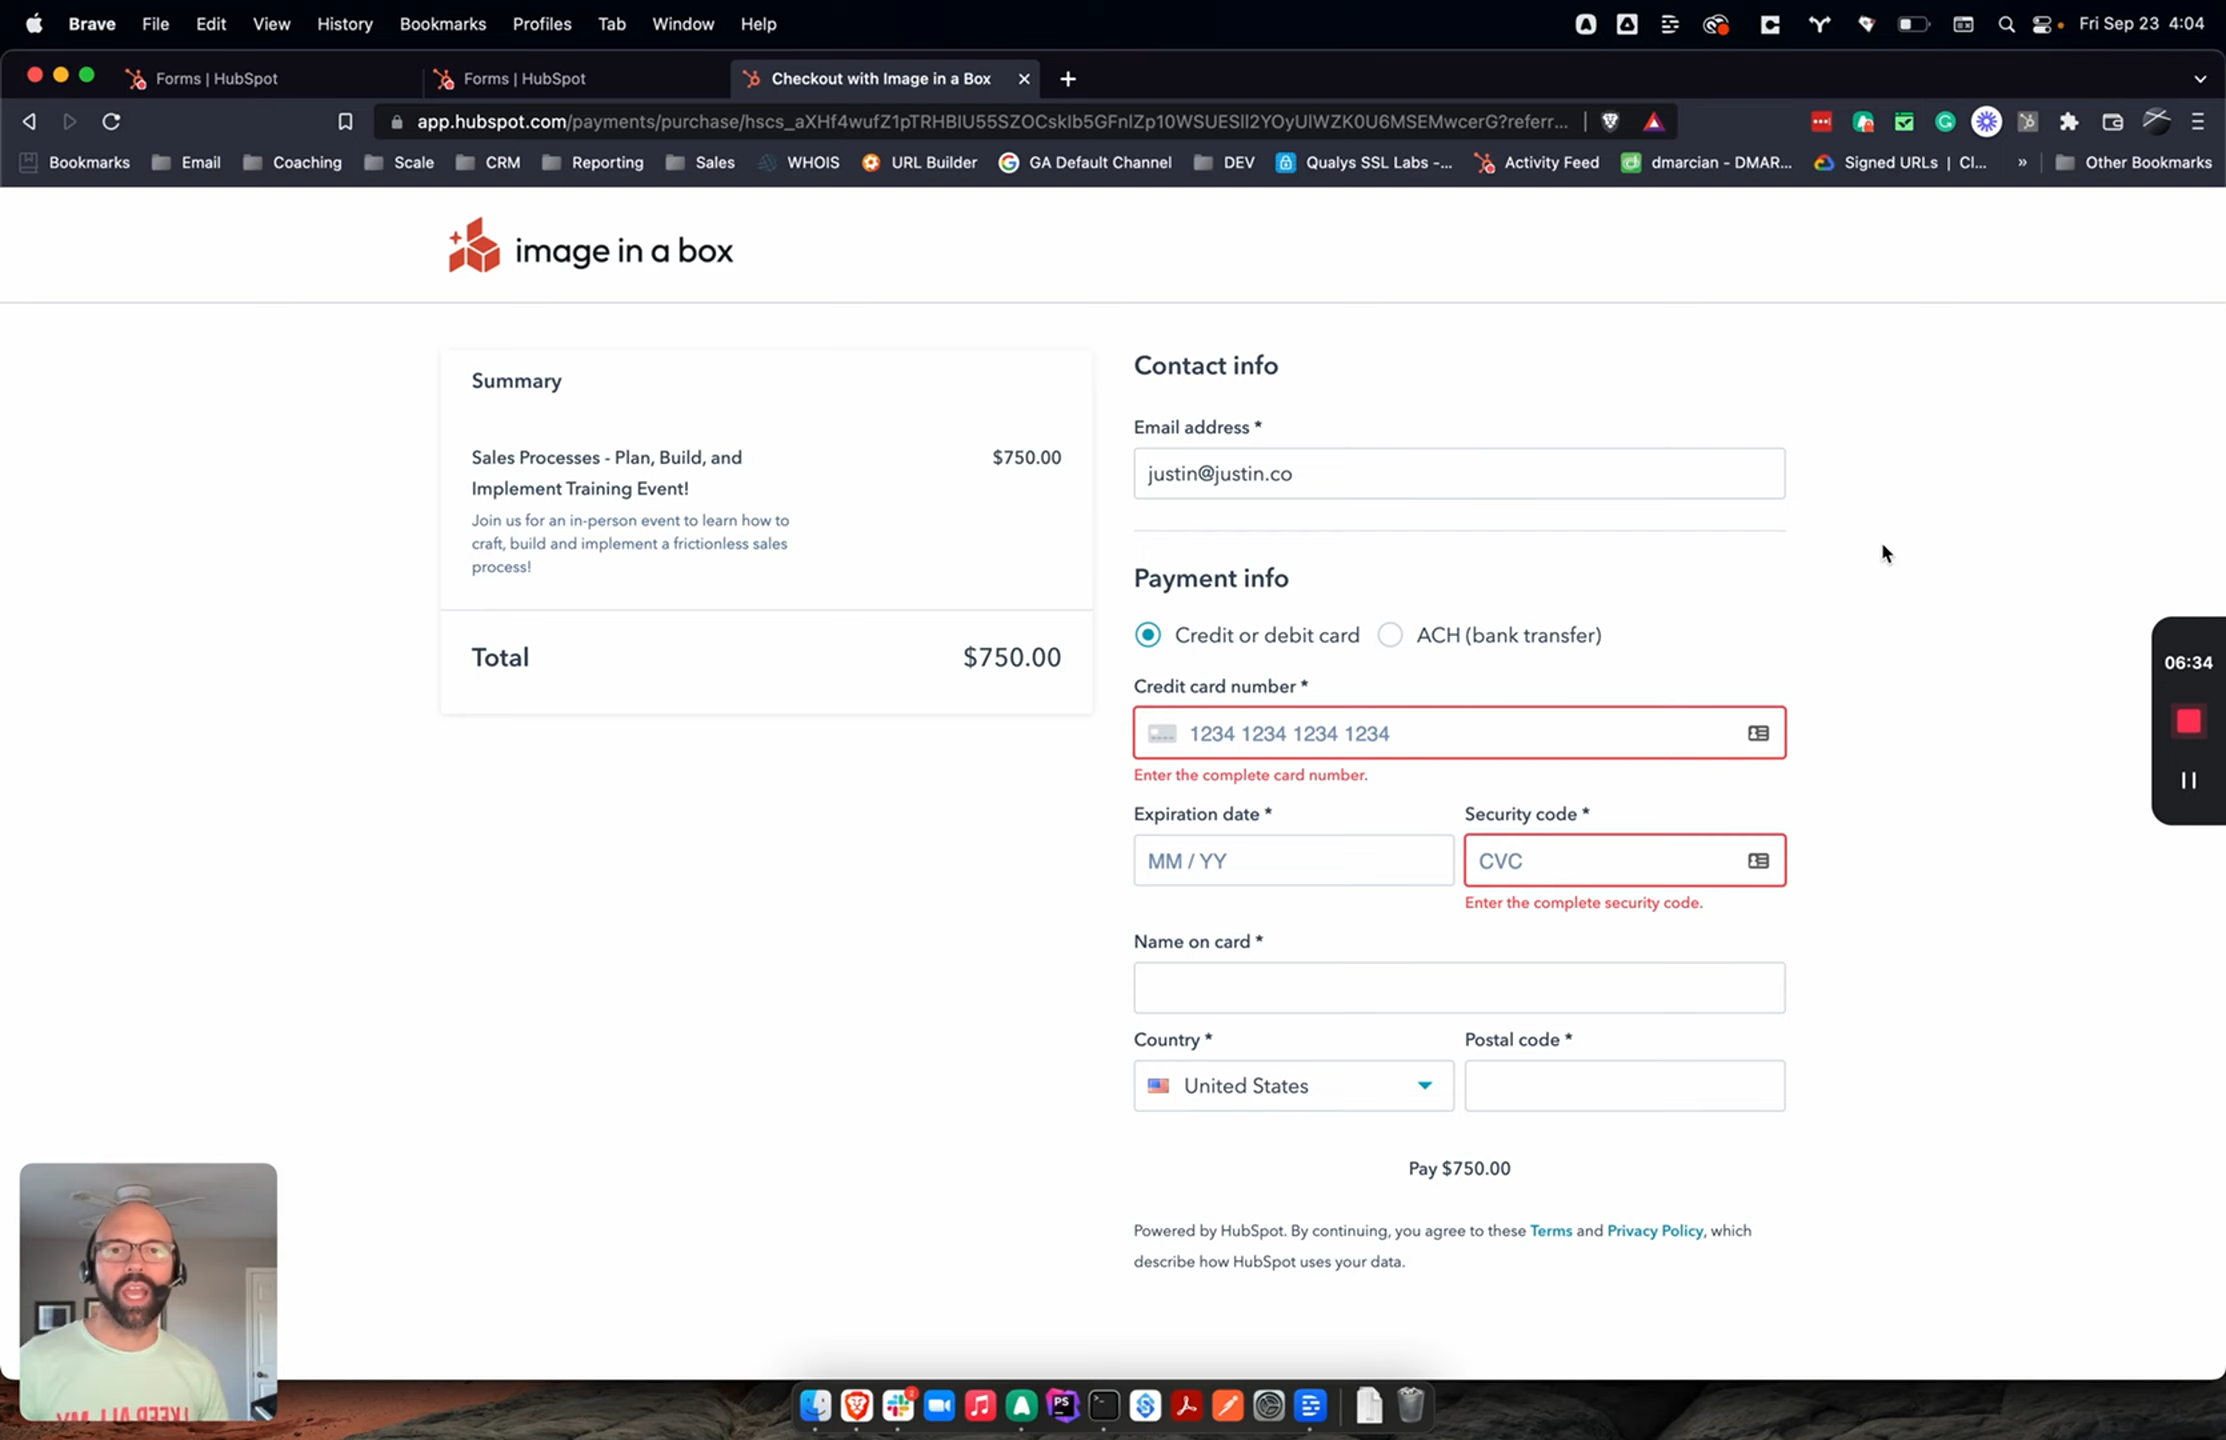 Brave File Edit View History Bookmarks Profiles Tab Window Help
Fri Sep 23 4:04
Forms | HubSpot
Forms | HubSpot
Checkout with Image in a Box
app.hubspot.com/payments/purchase/hscs_aXHf4wufZ1pTRHBIU55SZOCsklb5GFnlZp10WSUESlI2YOyUlWZK0U6MSEMwcerG?referr...
Bookmarks Email Coaching Scale CRM Reporting Sales WHOIS URL Builder GA Default Channel DEV Qualys SSL Labs -... Activity Feed dmarcian - DMAR... Signed URLs | Cl... » Other Bookmarks
image in a box
Summary
Sales Processes - Plan, Build, and
Implement Training Event!
$750.00
Join us for an in-person event to learn how to
craft, build and implement a frictionless sales
process!
Total $750.00
Contact info
Email address *
justin@justin.co
Payment info
Credit or debit card
ACH (bank transfer)
Credit card number *
1234 1234 1234 1234
Enter the complete card number.
Expiration date * Security code *
MM / YY CVC
Enter the complete security code.
Name on card *
Country * Postal code *
United States
Pay $750.00
Powered by HubSpot. By continuing, you agree to these Terms and Privacy Policy, which
describe how HubSpot uses your data.
06:34
PS